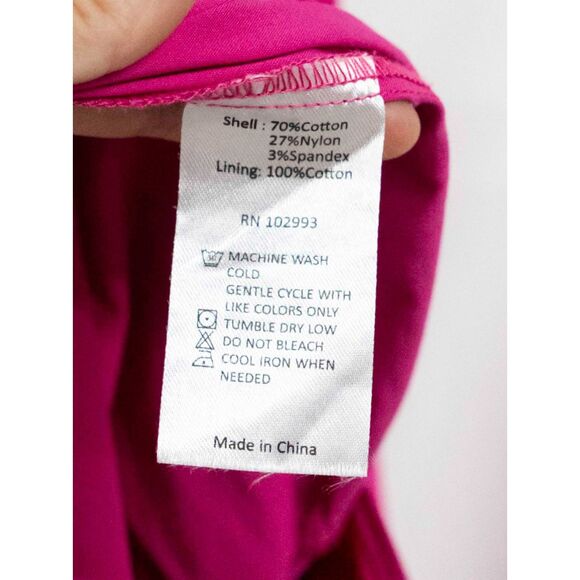 Shell : 70%Cotton
27%Nylon
3%Spandex
Lining: 100%Cotton
RN 102993
MACHINE WASH
COLD
GENTLE CYCLE WITH
LIKE COLORS ONLY
TUMBLE DRY LOW
DO NOT BLEACH
COOL IRON WHEN
NEEDED
Made in China